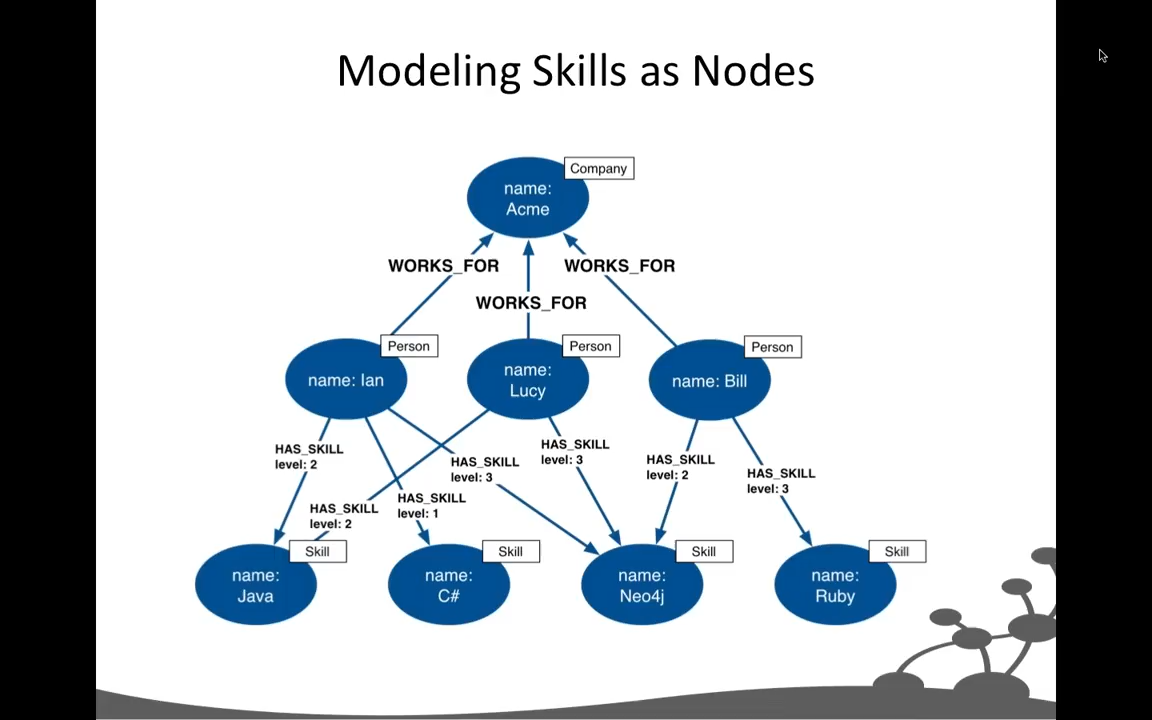 Modeling Skills as Nodes
Company
name:
Acme
WORKS_FOR
WORKS_FOR
WORKS_FOR
Person
Person
Person
name: Ian
name:
Lucy
name: Bill
HAS_SKILL
level: 2
HAS_SKILL
level: 3
HAS_SKILL
level: 3
HAS_SKILL
level: 2
HAS_SKILL
level: 3
HAS_SKILL
level: 2
HAS_SKILL
level: 1
Skill
Skill
Skill
Skill
name:
Java
name:
C#
name:
Neo4j
name:
Ruby